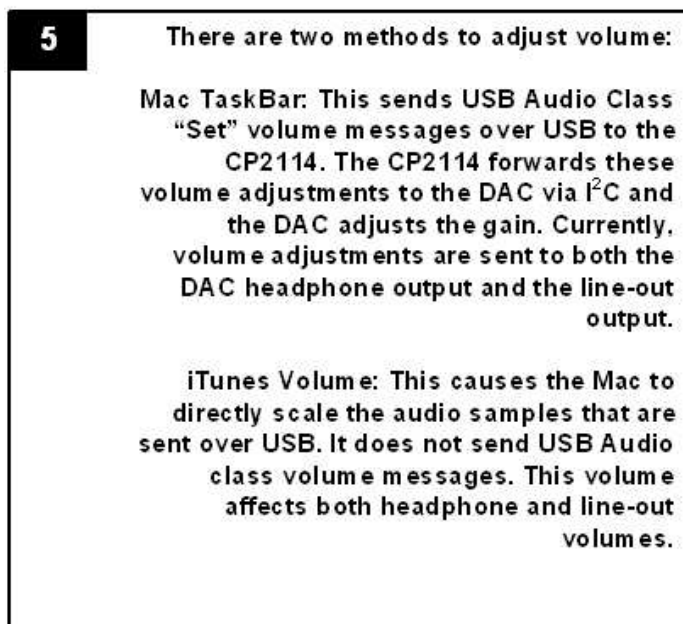 5
There are two methods to adjust volume:
Mac TaskBar: This sends USB Audio Class
“Set” volume messages over USB to the
CP2114. The CP2114 forwards these
volume adjustments to the DAC via I²C and
the DAC adjusts the gain. Currently,
volume adjustments are sent to both the
DAC headphone output and the line-out
output.
iTunes Volume: This causes the Mac to
directly scale the audio samples that are
sent over USB. It does not send USB Audio
class volume messages. This volume
affects both headphone and line-out
volumes.